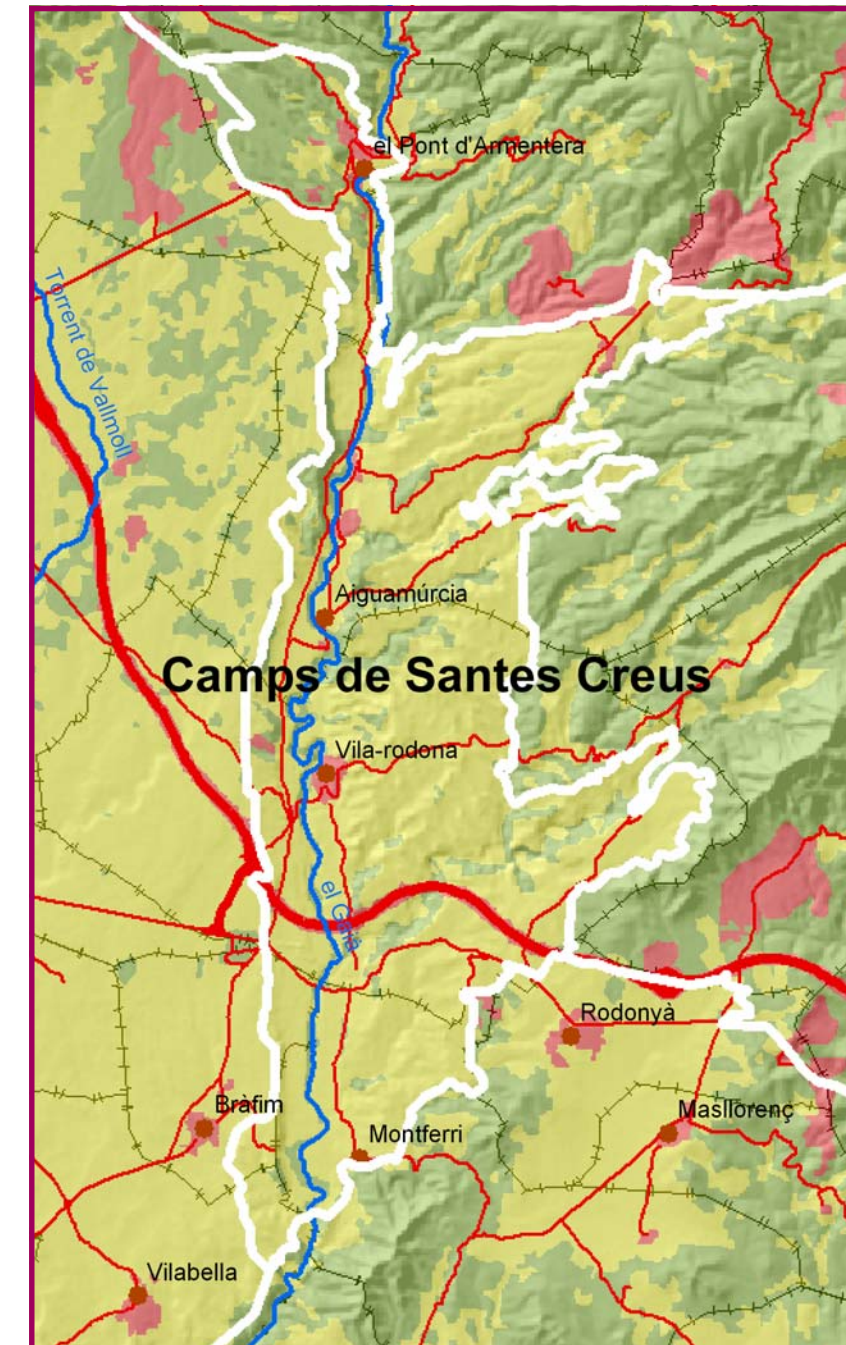 el Pont d'Armentera
Torrent de Vallmoll
Aiguamúrcia
Camps de Santes Creus
Vila-rodona
el Gaià
Rodonyà
Bràfim
Masllorenç
Montferri
Vilabella